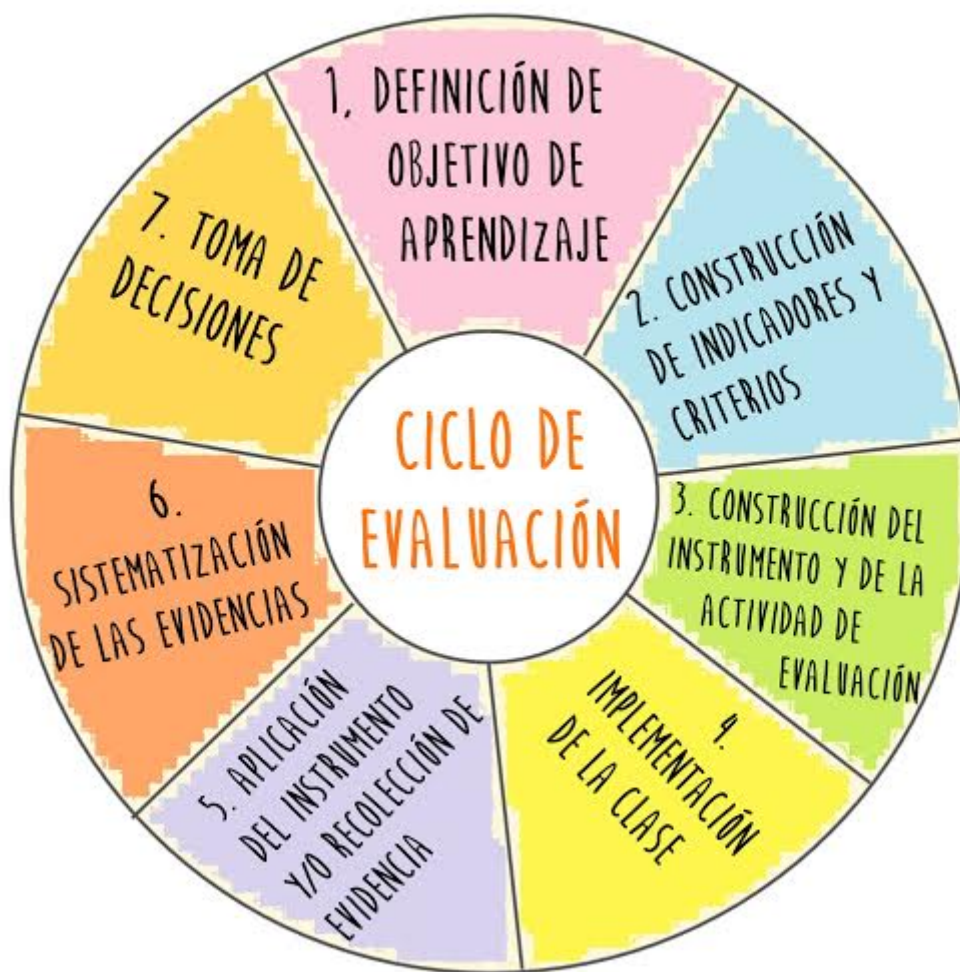 CICLO DE
EVALUACIÓN
1, DEFINICIÓN DE
OBJETIVO DE
APRENDIZAJE
2. CONSTRUCCIÓN
DE INDICADORES Y
CRITERIOS
3. CONSTRUCCIÓN DEL
INSTRUMENTO Y DE LA
ACTIVIDAD DE
EVALUACIÓN
4.
IMPLEMENTACIÓN
DE LA CLASE
5. APLICACIÓN
DEL INSTRUMENTO
Y/O RECOLECCIÓN DE
EVIDENCIA
6.
SISTEMATIZACIÓN
DE LAS EVIDENCIAS
7. TOMA DE
DECISIONES